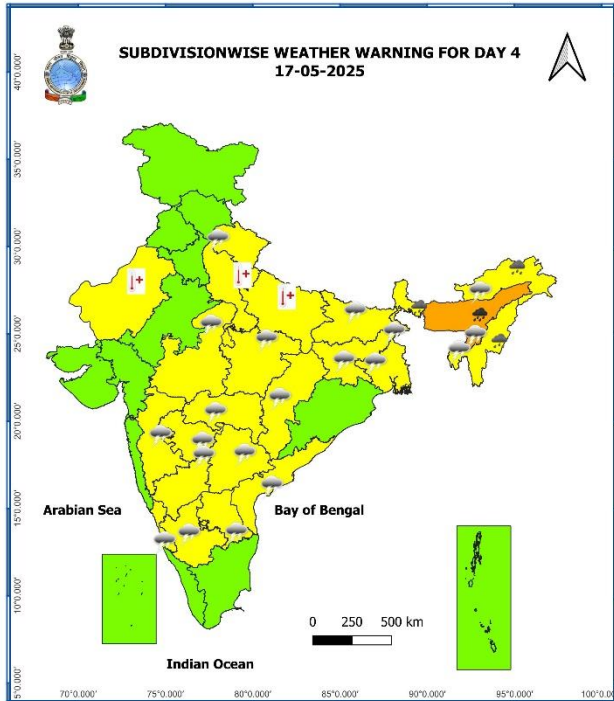 SUBDIVISIONWISE WEATHER WARNING FOR DAY 4
17-05-2025
40°0.000'
35°0.000'
30°0.000'
25°0.000'
20°0.000'
15°0.000'
10°0.000'
5°0.000'
Arabian Sea
Bay of Bengal
0 250 500 km
Indian Ocean
70°0.000' 75°0.000' 80°0.000' 85°0.000' 90°0.000' 95°0.000'